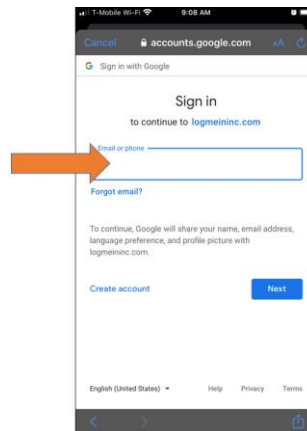 T-Mobile Wi-Fi 9:08 AM
Cancel accounts.google.com AA
G Sign in with Google
Sign in
to continue to logmeininc.com
Email or phone
Forgot email?
To continue, Google will share your name, email address,
language preference, and profile picture with
logmeininc.com.
Create account Next
English (United States) Help Privacy Terms